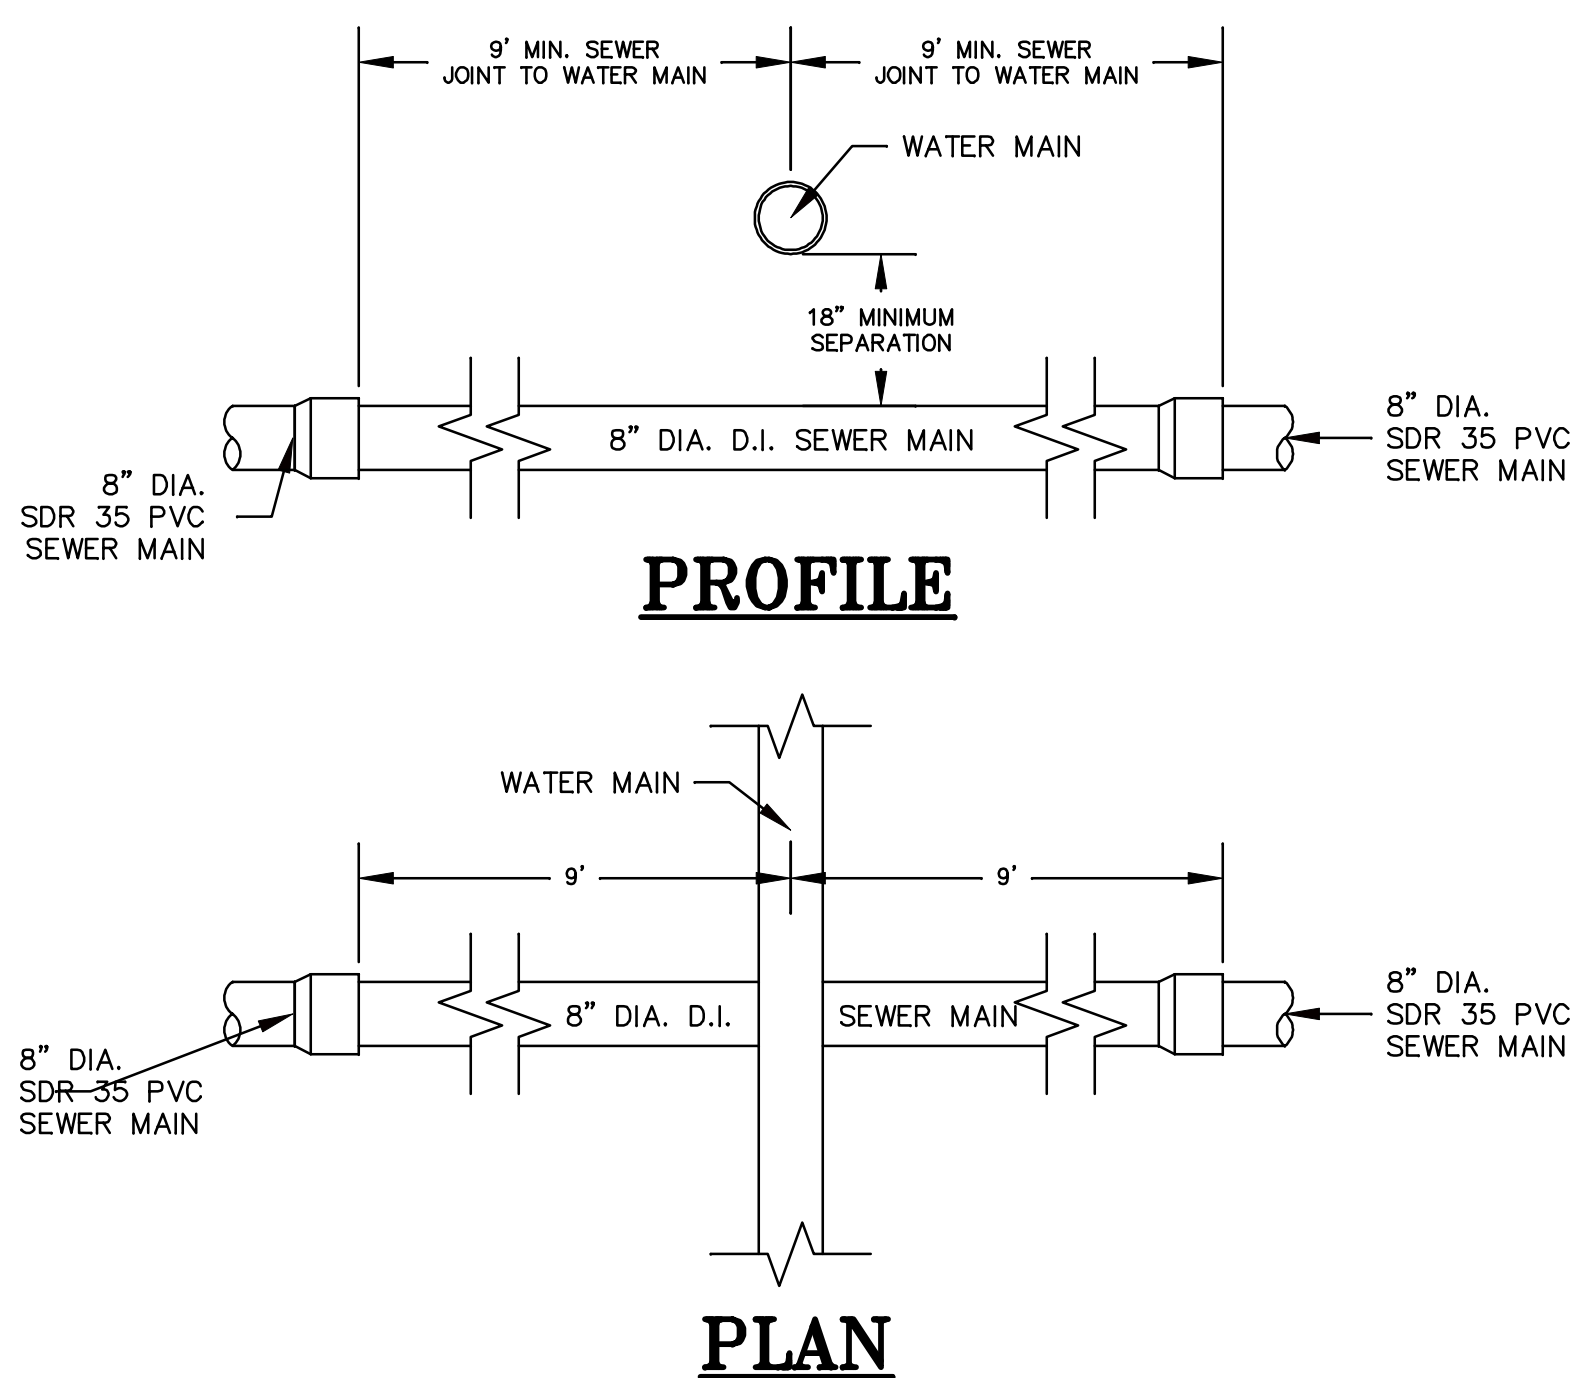 9' MIN. SEWER
JOINT TO WATER MAIN
9' MIN. SEWER
JOINT TO WATER MAIN
WATER MAIN
18” MINIMUM
SEPARATION
8” DIA. D.I. SEWER MAIN
8” DIA.
SDR 35 PVC
SEWER MAIN
8” DIA.
SDR 35 PVC
SEWER MAIN
PROFILE
WATER MAIN
9'
9'
8” DIA. D.I.
SEWER MAIN
8” DIA.
SDR 35 PVC
SEWER MAIN
8” DIA.
SDR 35 PVC
SEWER MAIN
PLAN